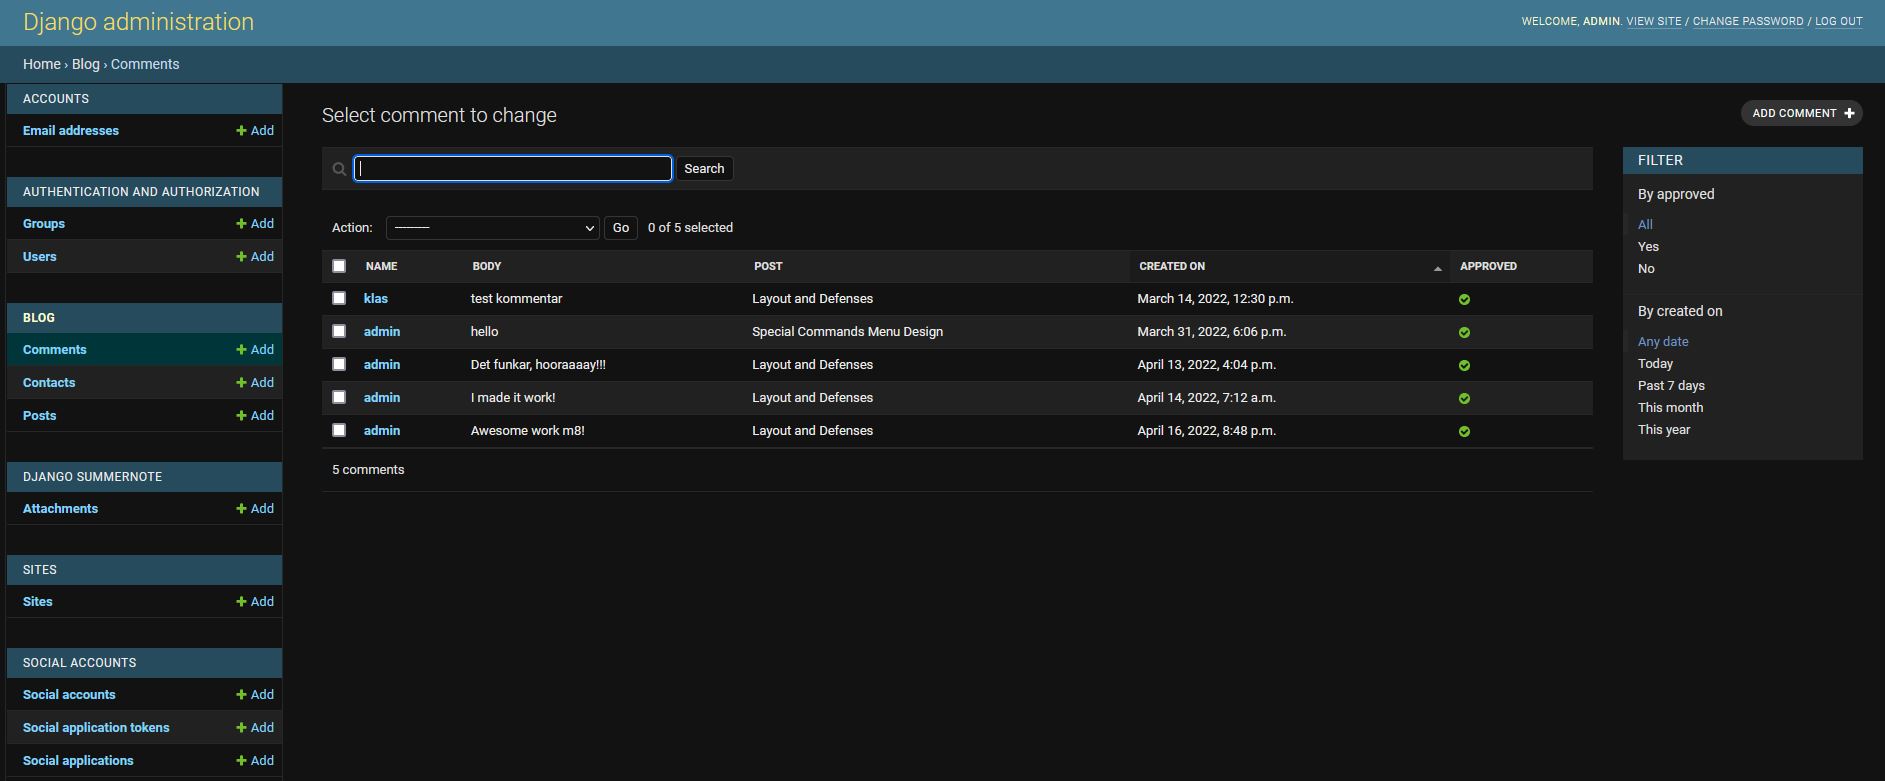 Django administration
WELCOME, ADMIN. VIEW SITE / CHANGE PASSWORD / LOG OUT
Home › Blog › Comments
ACCOUNTS
Email addresses Add
AUTHENTICATION AND AUTHORIZATION
Groups Add
Users Add
BLOG
Comments Add
Contacts Add
Posts Add
DJANGO SUMMERNOTE
Attachments Add
SITES
Sites Add
SOCIAL ACCOUNTS
Social accounts Add
Social application tokens Add
Social applications Add
Select comment to change
ADD COMMENT
Search
Action: --------- Go 0 of 5 selected
NAME BODY POST CREATED ON APPROVED
klas test kommentar Layout and Defenses March 14, 2022, 12:30 p.m.
admin hello Special Commands Menu Design March 31, 2022, 6:06 p.m.
admin Det funkar, hooraaaay!!! Layout and Defenses April 13, 2022, 4:04 p.m.
admin I made it work! Layout and Defenses April 14, 2022, 7:12 a.m.
admin Awesome work m8! Layout and Defenses April 16, 2022, 8:48 p.m.
5 comments
FILTER
By approved
All
Yes
No
By created on
Any date
Today
Past 7 days
This month
This year